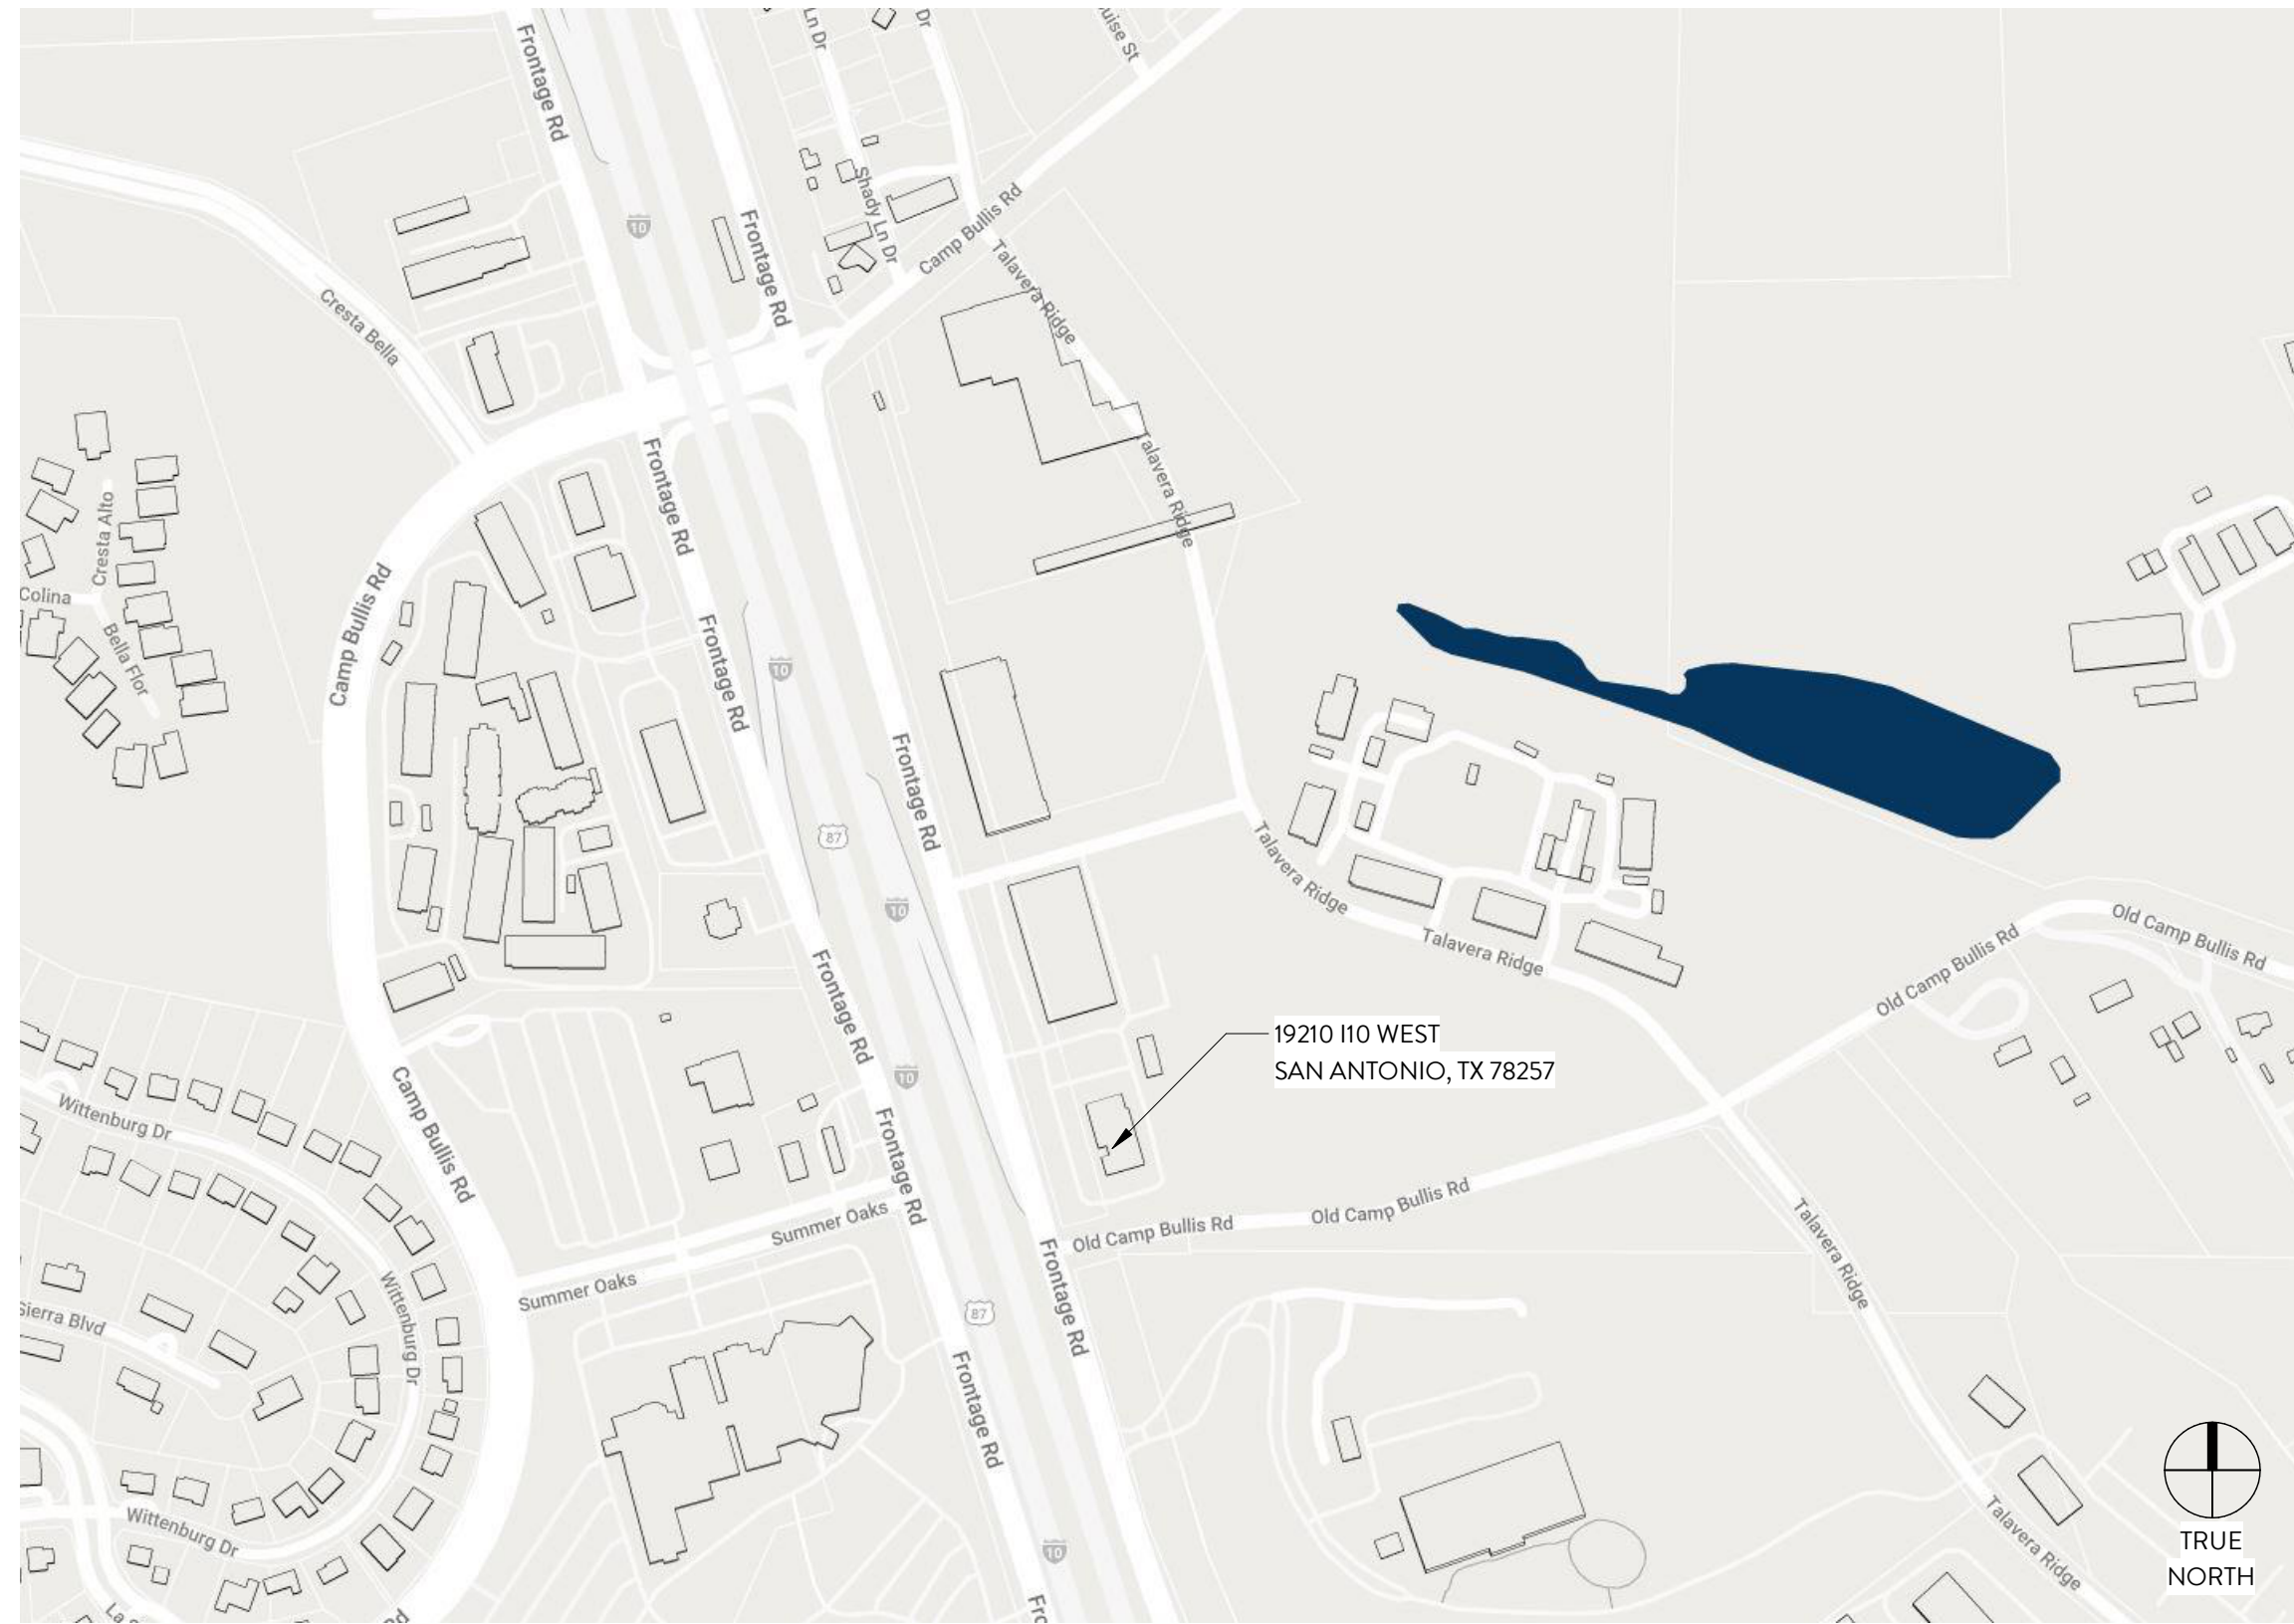 Ln Dr
Dr
Frontage Rd
Shady Ln Dr
Camp Bullis Rd
10
Frontage Rd
Talavera Ridge
Cresta Bella
Frontage Rd
Talavera Ridge
Cresta Alto
Colina
Bella Flor
Camp Bullis Rd
Frontage Rd
10
Frontage Rd
87
Talavera Ridge
10
Talavera Ridge
Old Camp Bullis Rd
Old Camp Bullis Rd
Frontage Rd
19210 I10 WEST
SAN ANTONIO, TX 78257
10
Camp Bullis Rd
Wittenburg Dr
Frontage Rd
Summer Oaks
Old Camp Bullis Rd
Old Camp Bullis Rd
Talavera Ridge
Summer Oaks
Frontage Rd
87
Sierra Blvd
Wittenburg Dr
Frontage Rd
Wittenburg Dr
10
Talavera Ridge
TRUE
NORTH